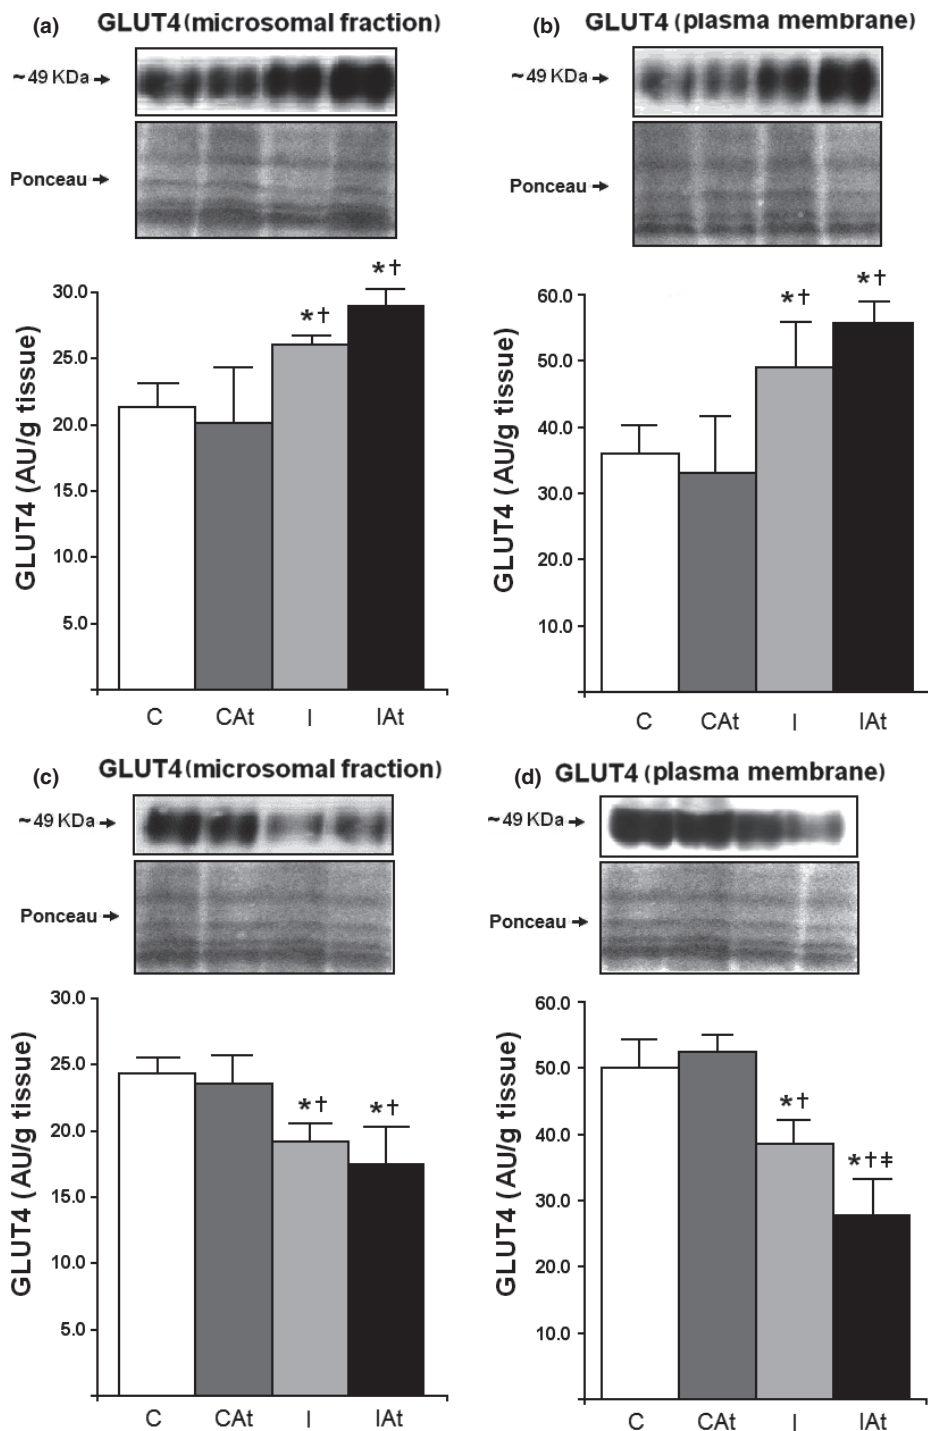 (a) GLUT4 (microsomal fraction)
~49 KDa →
Ponceau →
GLUT4 (AU/g tissue)
30.0
25.0
20.0
15.0
10.0
5.0
*†
*†
C CAt I IAt
(b) GLUT4 (plasma membrane)
~49 KDa →
Ponceau →
GLUT4 (AU/g tissue)
60.0
50.0
40.0
30.0
20.0
10.0
*†
*†
C CAt I IAt
(c) GLUT4 (microsomal fraction)
~49 KDa →
Ponceau →
GLUT4 (AU/g tissue)
30.0
25.0
20.0
15.0
10.0
5.0
*†
*†
C CAt I IAt
(d) GLUT4 (plasma membrane)
~49 KDa →
Ponceau →
GLUT4 (AU/g tissue)
60.0
50.0
40.0
30.0
20.0
10.0
*†
*†‡
C CAt I IAt